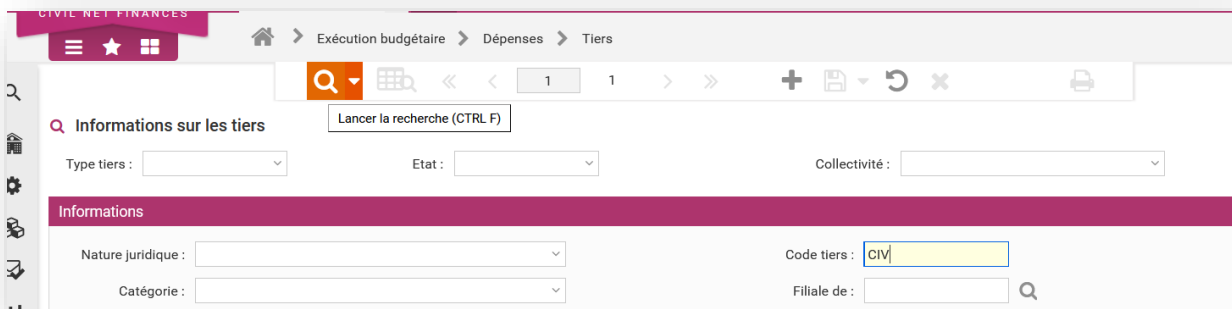 CIVIL NET FINANCES
Exécution budgétaire > Dépenses > Tiers
1 1
Lancer la recherche (CTRL F)
Informations sur les tiers
Type tiers : Etat : Collectivité :
Informations
Nature juridique : Code tiers : CIV
Catégorie : Filiale de :